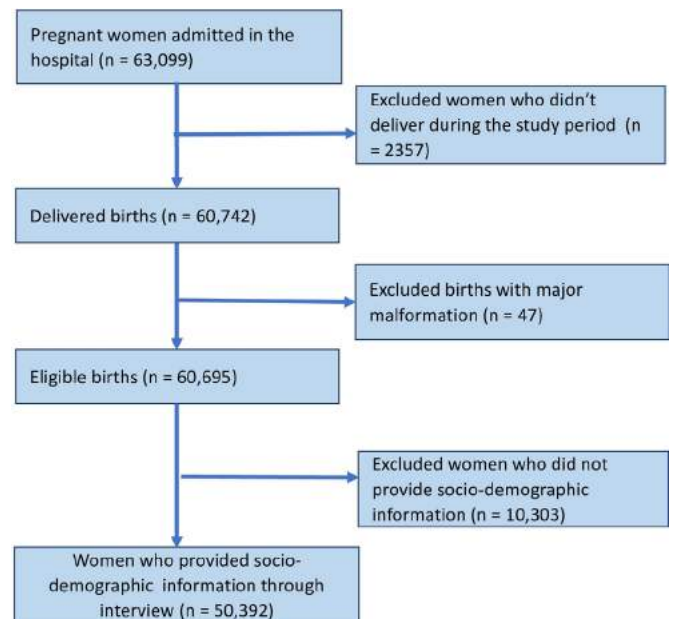 Pregnant women admitted in the
hospital (n = 63,099)
Excluded women who didn't
deliver during the study period  (n
= 2357)
Delivered births (n = 60,742)
Excluded births with major
malformation (n = 47)
Eligible births (n = 60,695)
Excluded women who did not
provide socio-demographic
information (n = 10,303)
Women who provided socio-
demographic  information through
interview (n = 50,392)